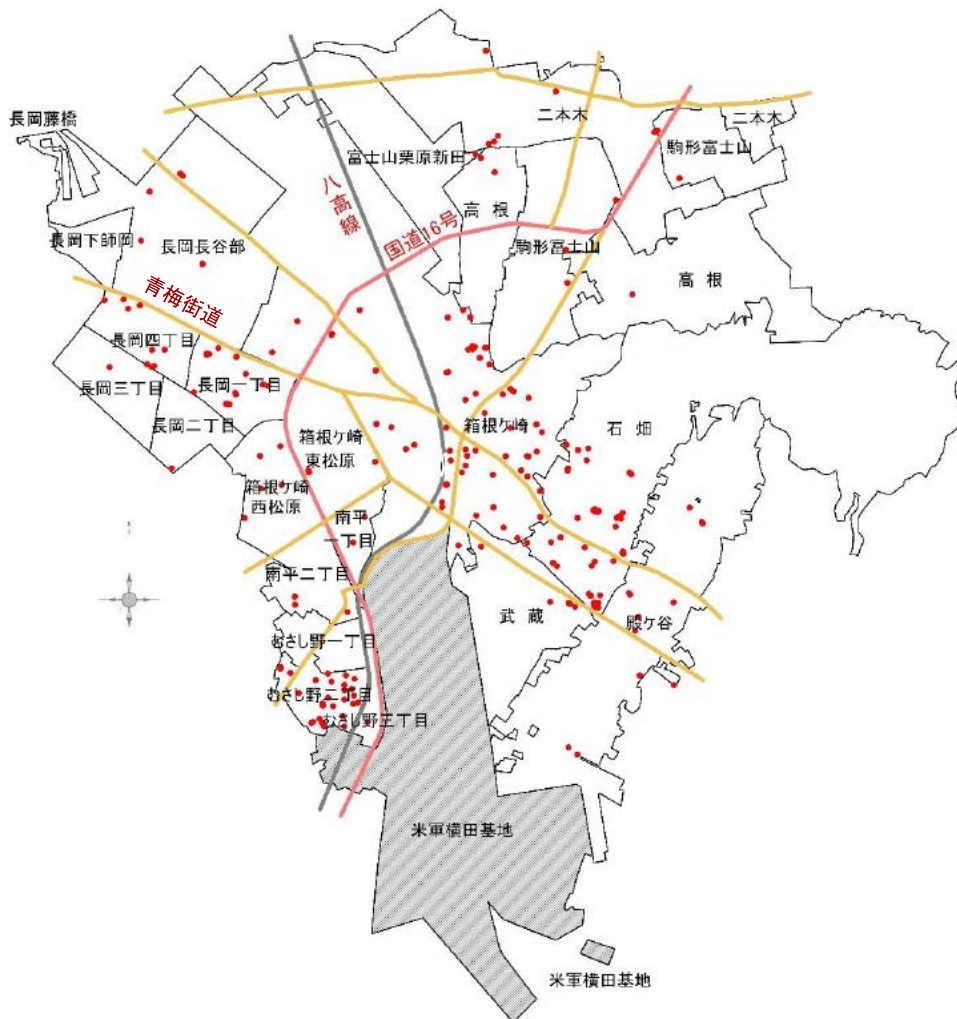 長岡藤橋
二本木
二本木
駒形富士山
富士山栗原新田
八高線
高根
国道16号
長岡下師岡
長岡長谷部
駒形富士山
高根
青梅街道
長岡四丁目
長岡三丁目
長岡一丁目
長岡二丁目
箱根ケ崎
東松原
箱根ケ崎
石畑
箱根ケ崎
西松原
南平
一丁目
南平二丁目
武蔵
殿ケ谷
むさし野一丁目
むさし野二丁目
むさし野三丁目
米軍横田基地
米軍横田基地